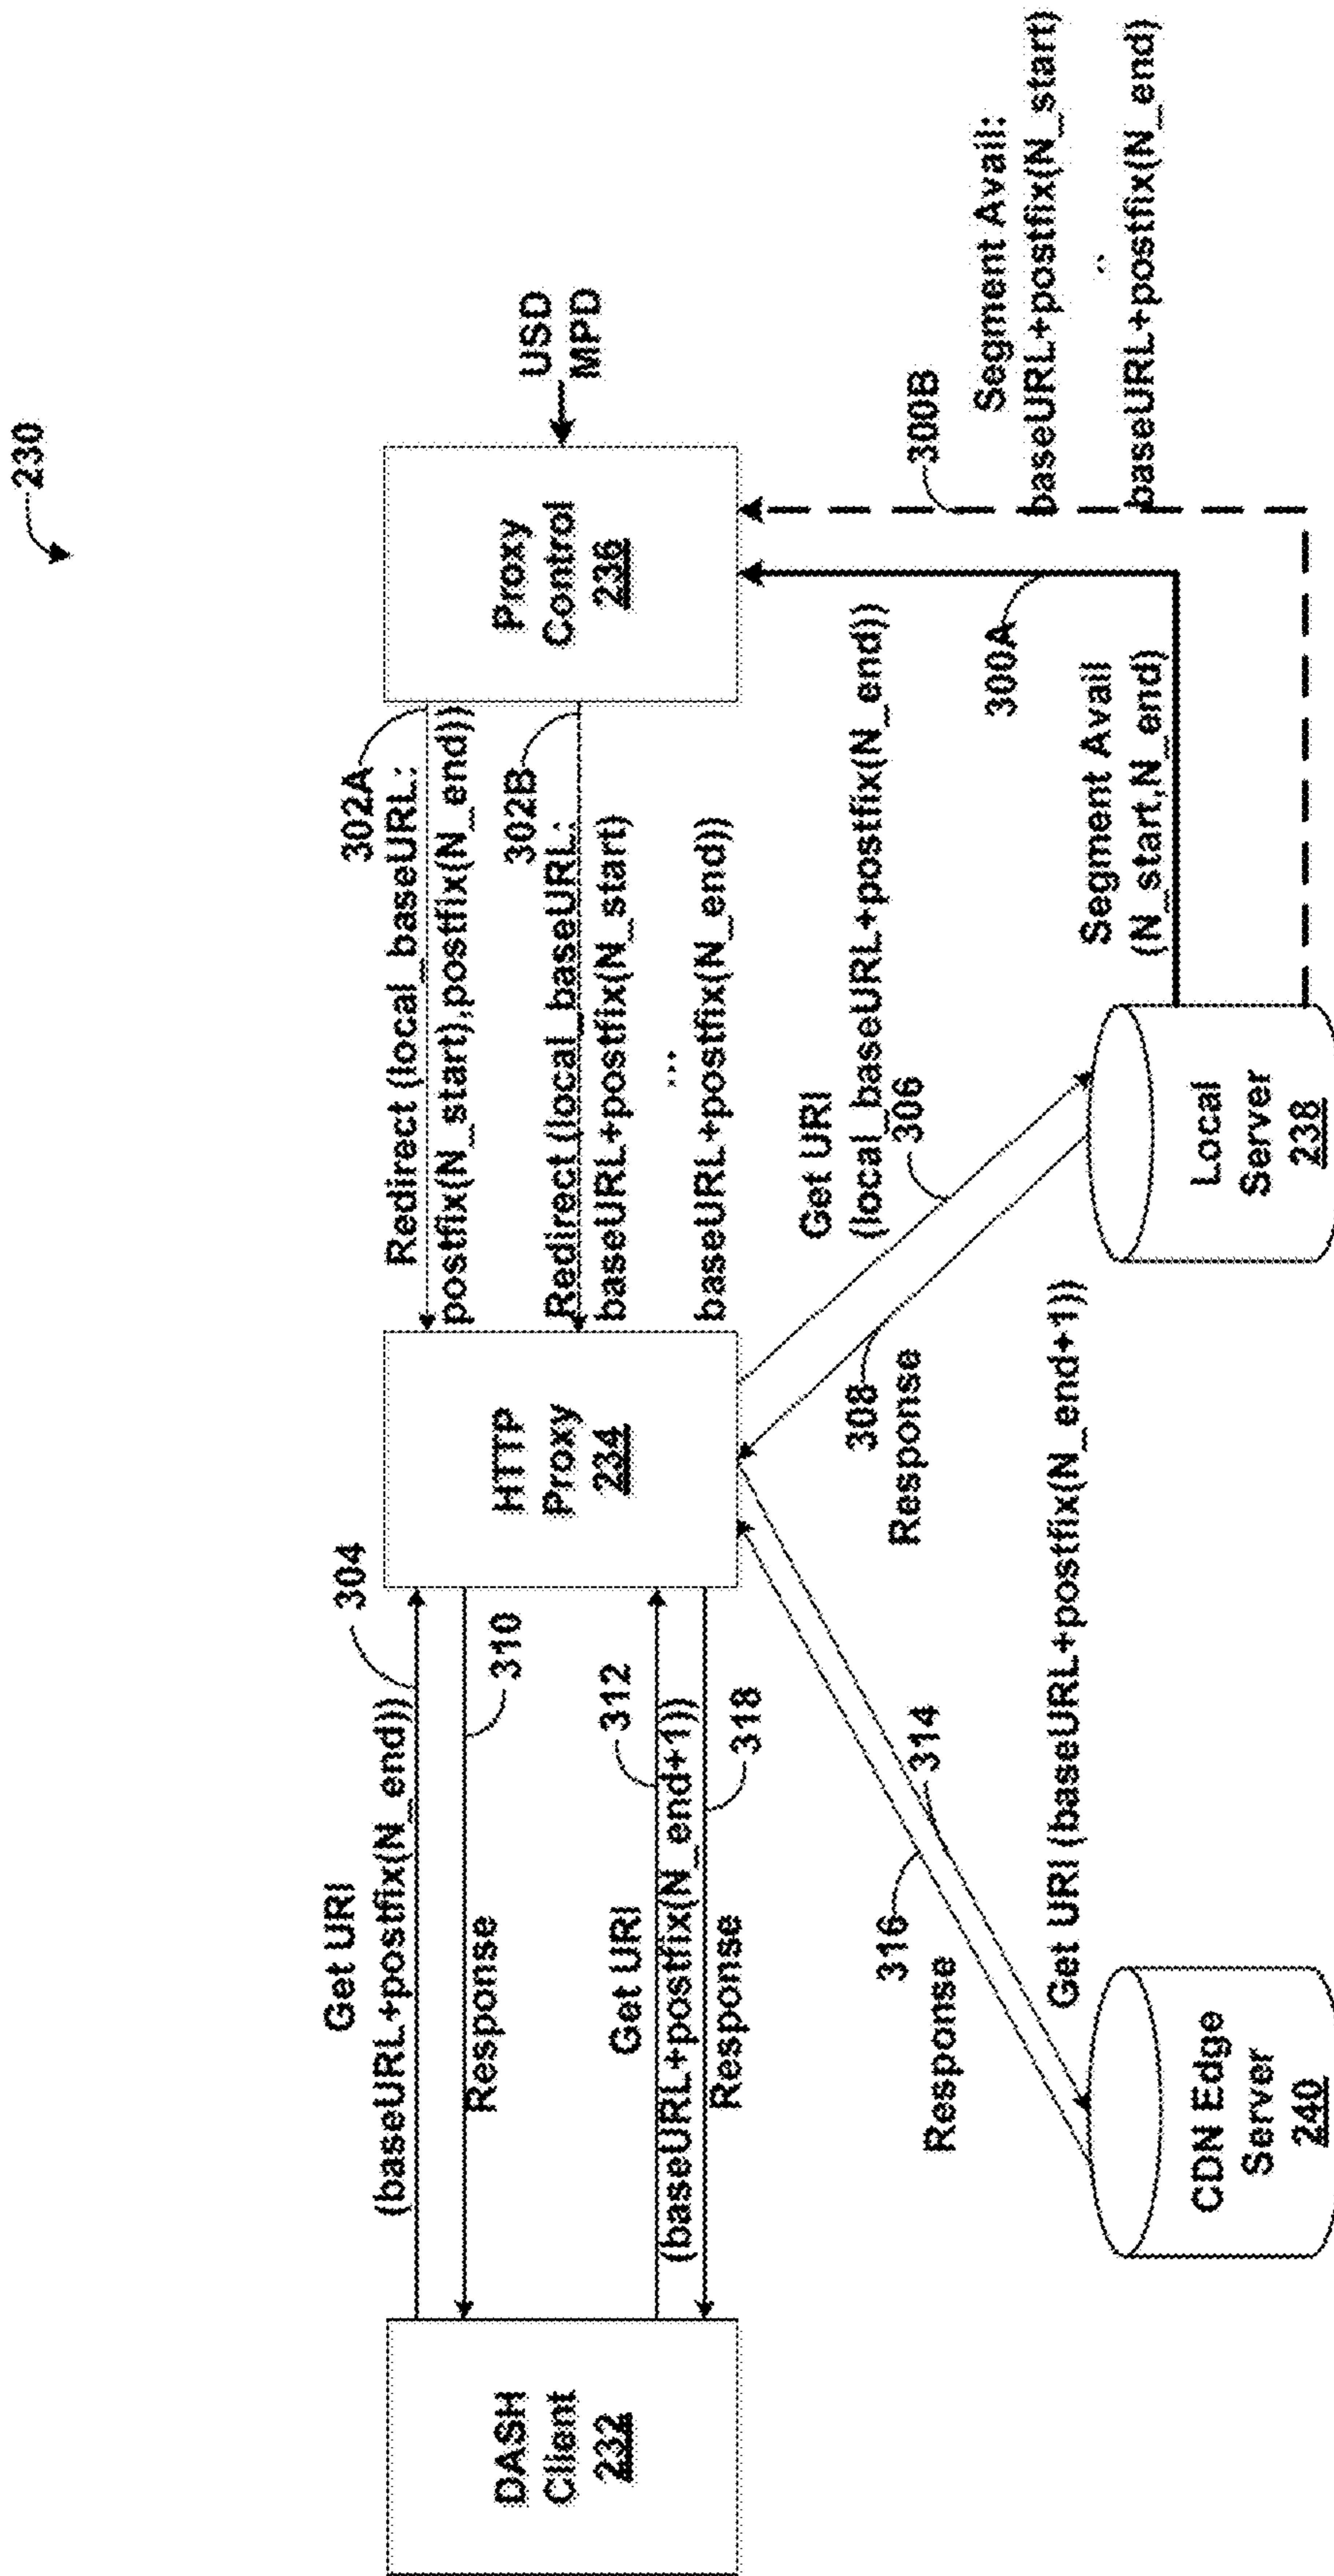 230
DASH
Client
232
Get URI
(baseURL+postfix(N_end))
304
Response
310
Get URI
312
(baseURL+postfix(N_end+1))
Response
318
HTTP
Proxy
234
302A
Redirect (local_baseURL:
postfix(N_start),postfix(N_end))
302B
Redirect (local_baseURL:
baseURL+postfix(N_start)
...
baseURL+postfix(N_end))
Proxy
Control
236
USD
MPD
316
Response
314
Get URI (baseURL+postfix(N_end+1))
CDN Edge
Server
240
308
Response
Get URI
(local_baseURL+postfix(N_end))
306
Local
Server
238
300A
Segment Avail
(N_start,N_end)
300B
Segment Avail:
baseURL+postfix(N_start)
..
baseURL+postfix(N_end)